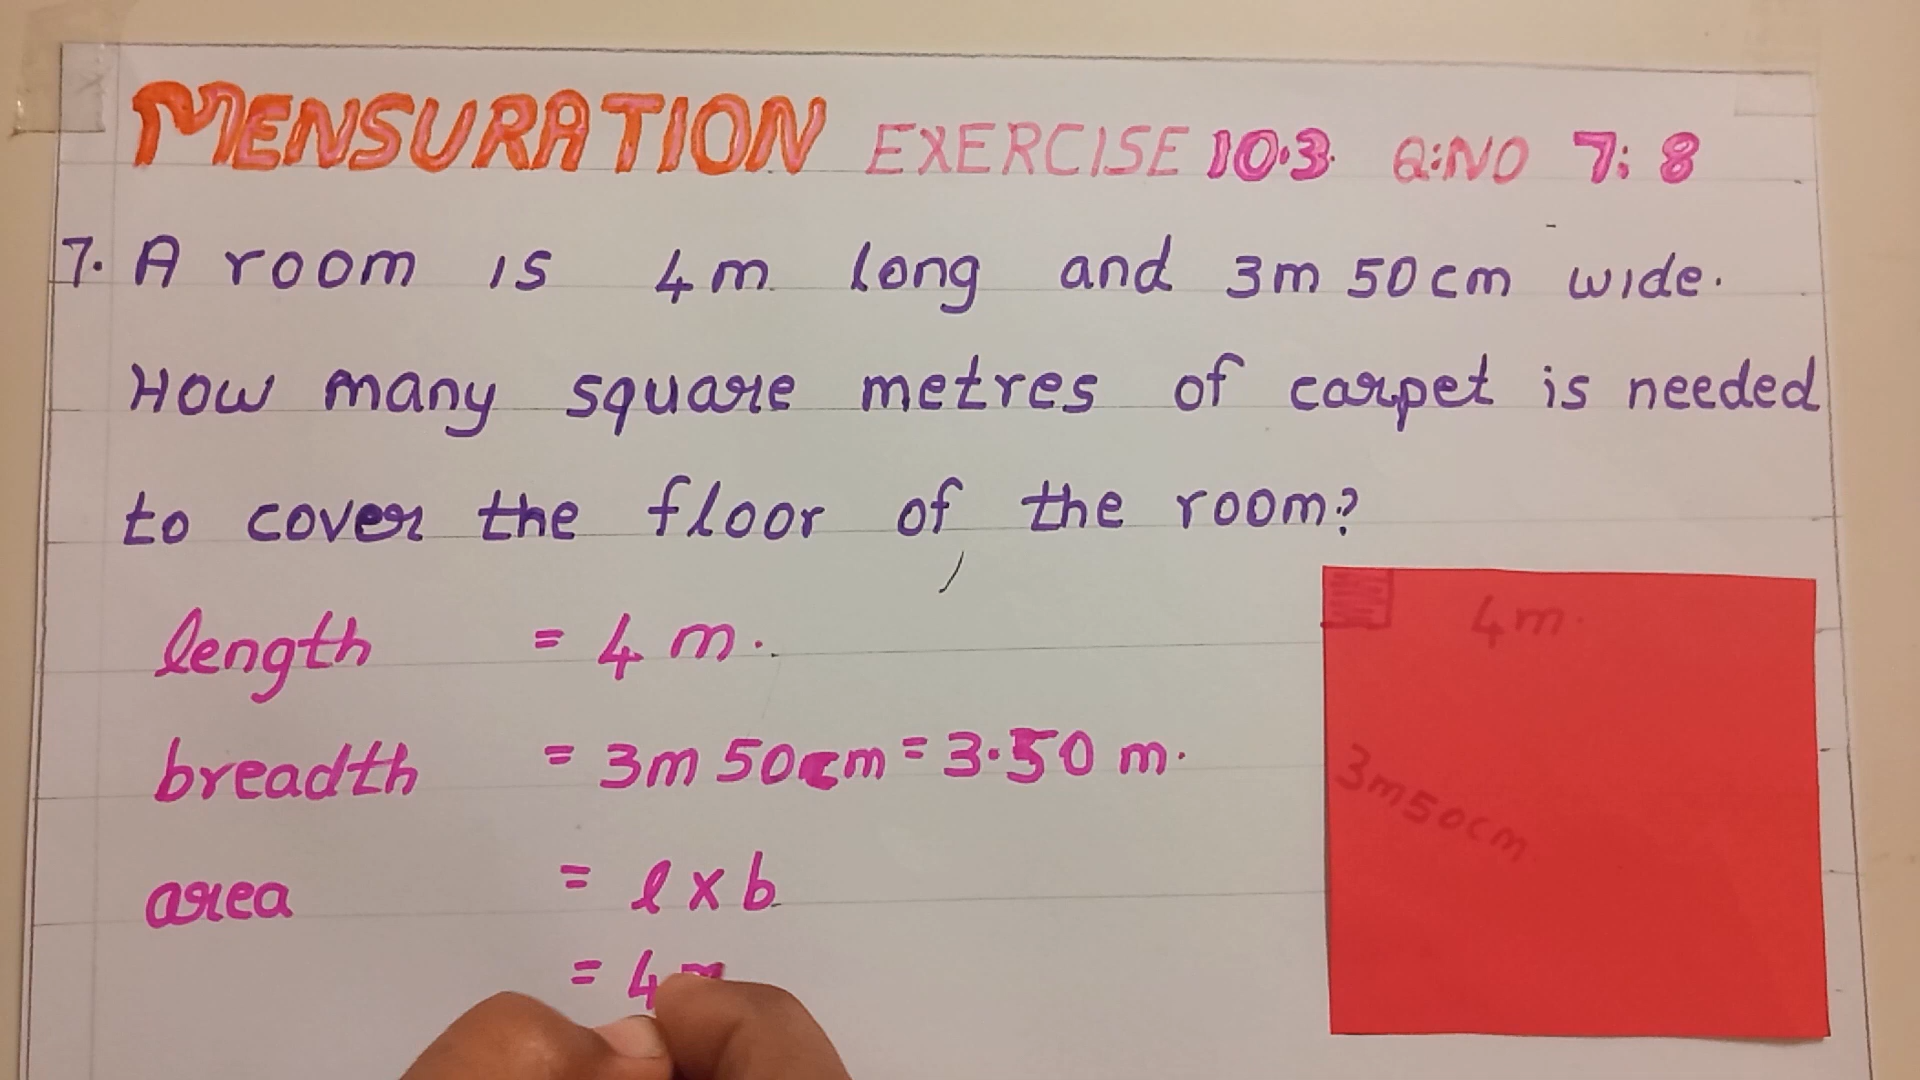 MENSURATION EXERCISE 10.3. Q:NO 7: 8
7. A room is 4m long and 3m 50cm wide.
How many square metres of carpet is needed
to cover the floor of the room?
length = 4 m.
4m.
breadth = 3m 50cm = 3.50 m.
3m50cm
area = l x b
= 4m